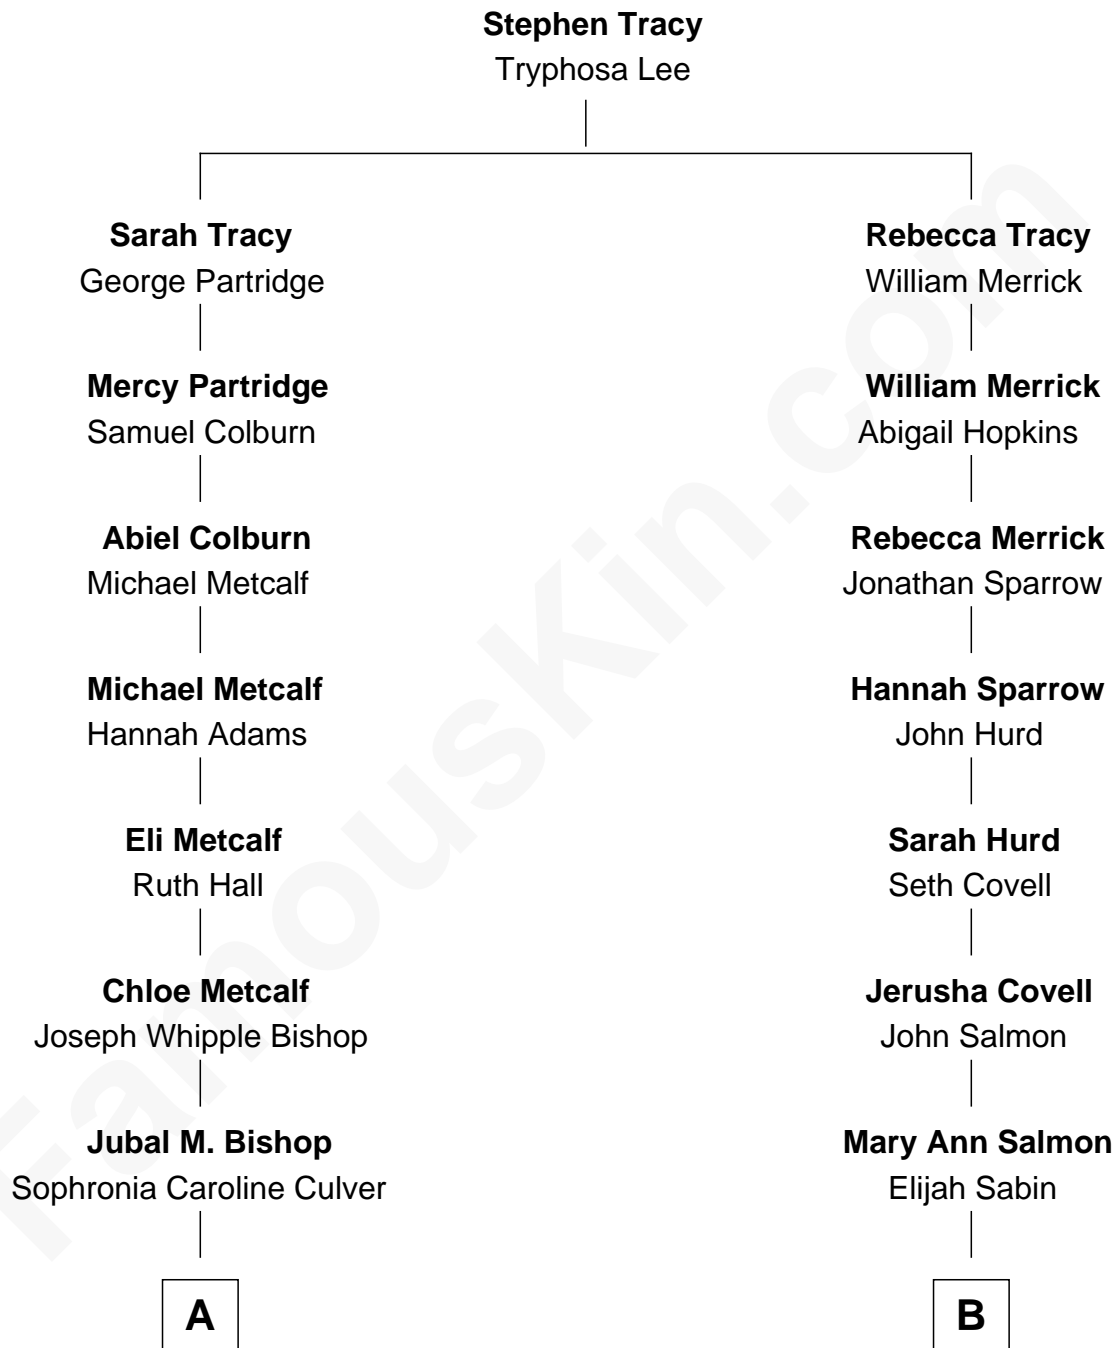 Stephen Tracy
Tryphosa Lee
Sarah Tracy
George Partridge
Rebecca Tracy
William Merrick
Mercy Partridge
Samuel Colburn
William Merrick
Abigail Hopkins
Abiel Colburn
Michael Metcalf
Rebecca Merrick
Jonathan Sparrow
Michael Metcalf
Hannah Adams
Hannah Sparrow
John Hurd
Eli Metcalf
Ruth Hall
Sarah Hurd
Seth Covell
Chloe Metcalf
Joseph Whipple Bishop
Jerusha Covell
John Salmon
Jubal M. Bishop
Sophronia Caroline Culver
Mary Ann Salmon
Elijah Sabin
A
B
FamousKin.com